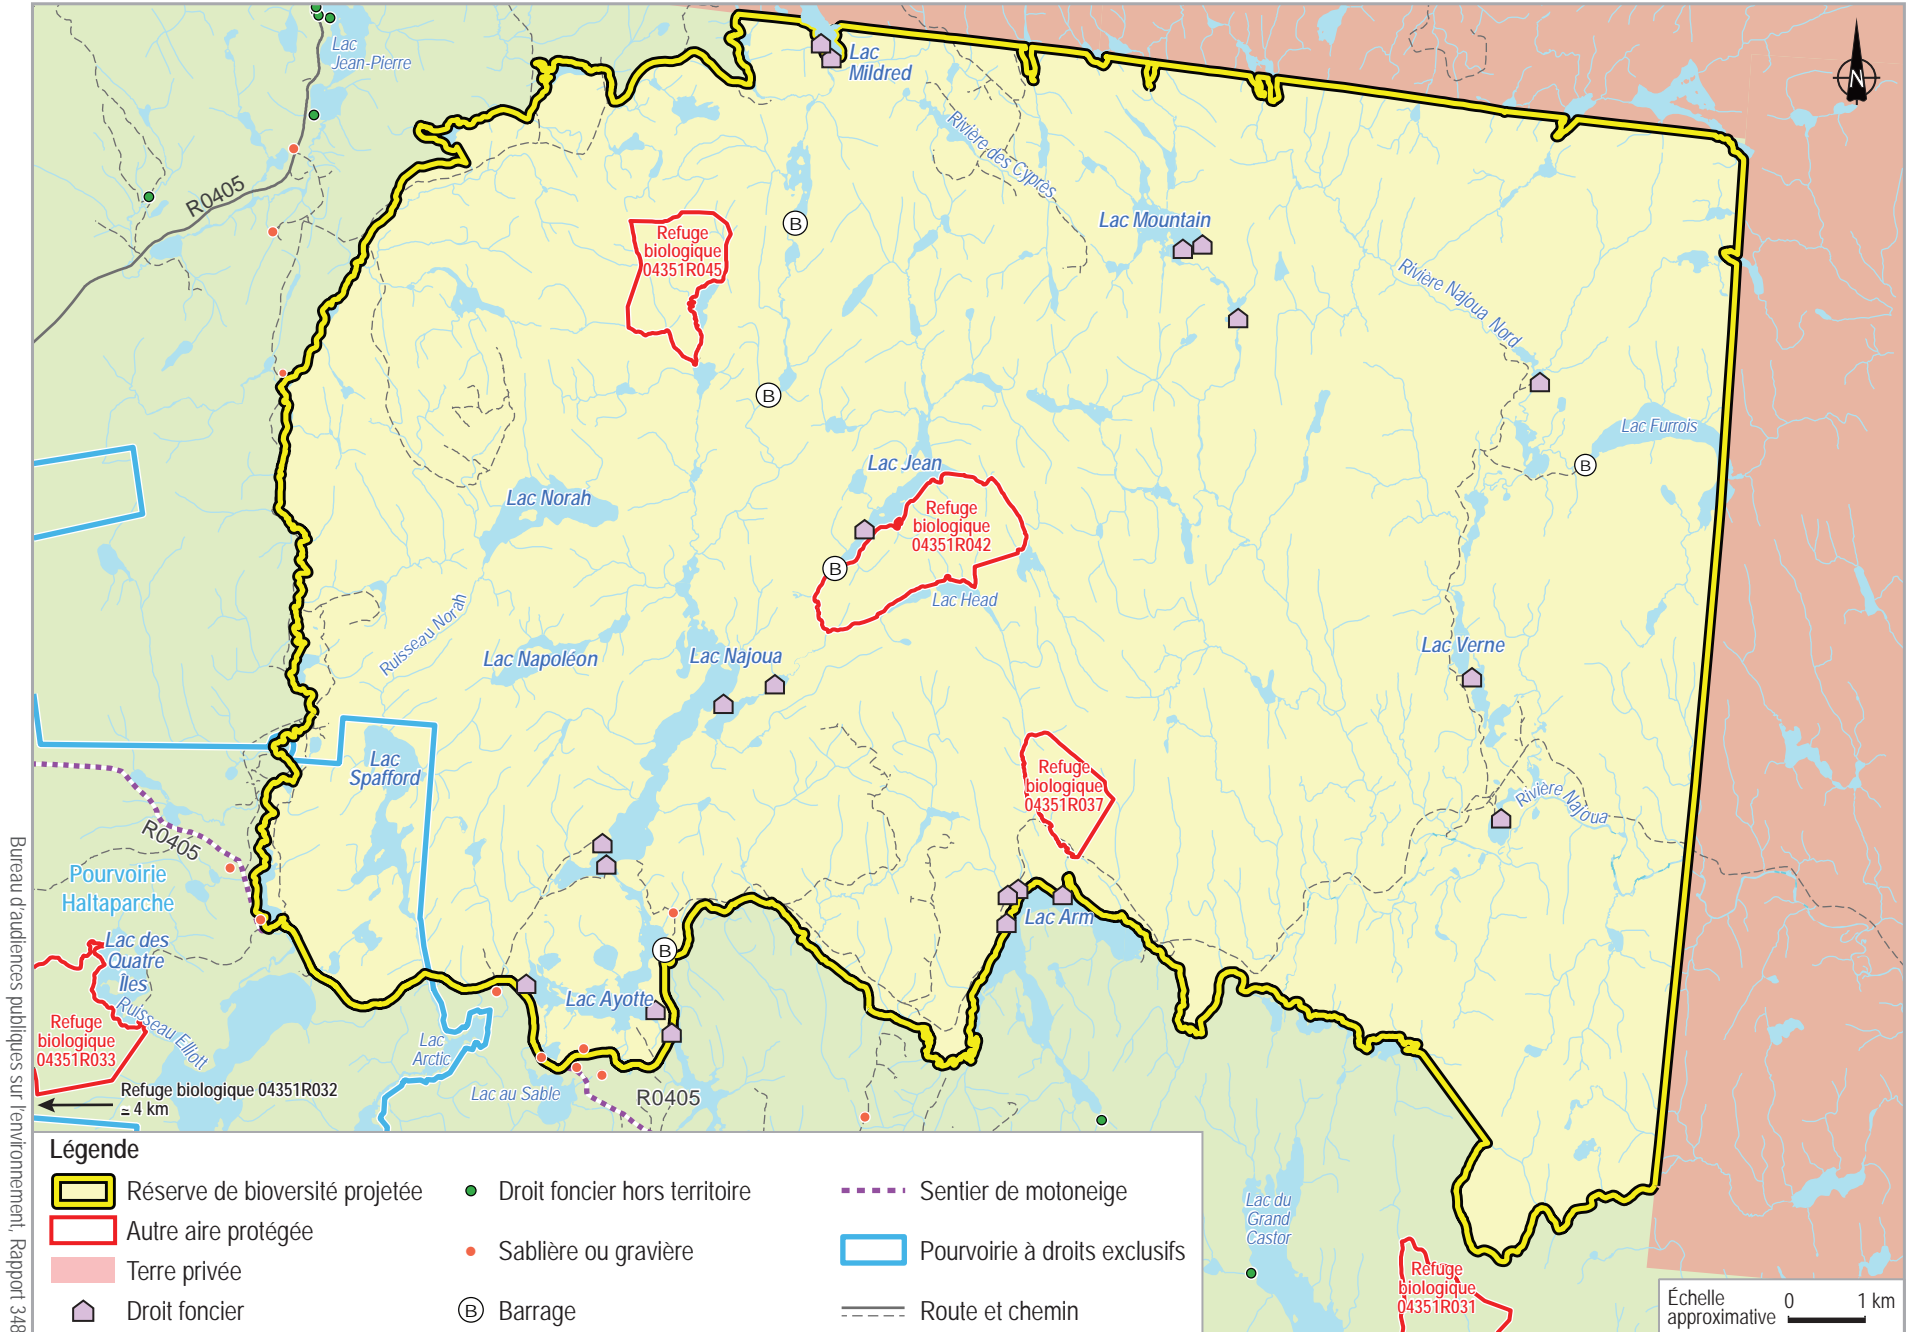 Lac
Jean-Pierre
Lac
Mildred
N
Rivière des Cyprès
R0405
Refuge
biologique
04351R045
B
Lac Mountain
Rivière Najoua Nord
B
Lac Furrois
B
Lac Jean
Lac Norah
Refuge
biologique
04351R042
B
Lac Head
Ruisseau Norah
Lac Napoléon
Lac Najoua
Lac Verne
Lac
Spafford
Refuge
biologique
04351R037
Rivière Najoua
R0405
Pourvoirie
Haltaparche
Lac Arm
Lac des
Quatre
Îles
B
Lac Ayotte
Ruisseau Elliott
Refuge
biologique
04351R033
Lac
Arctic
Refuge biologique 04351R032
≃ 4 km
Lac au Sable
R0405
Lac du
Grand
Castor
Refuge
biologique
04351R031
Légende
Réserve de bioversité projetée
Autre aire protégée
Terre privée
Droit foncier
Droit foncier hors territoire
Sablière ou gravière
B Barrage
Sentier de motoneige
Pourvoirie à droits exclusifs
Route et chemin
Échelle
approximative
0 1 km
Bureau d'audiences publiques sur l'environnement, Rapport 348